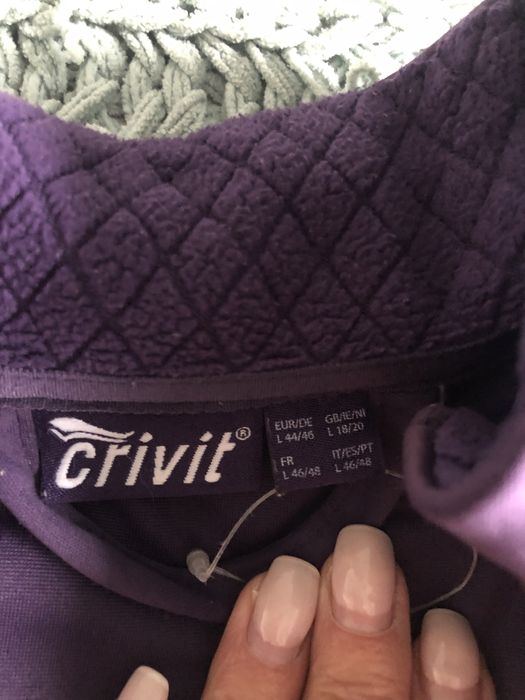 crivit®
EUR/DE GB/IE/NI
L 44/46 L 18/20
FR IT/ES/PT
L 46/48 L 46/48